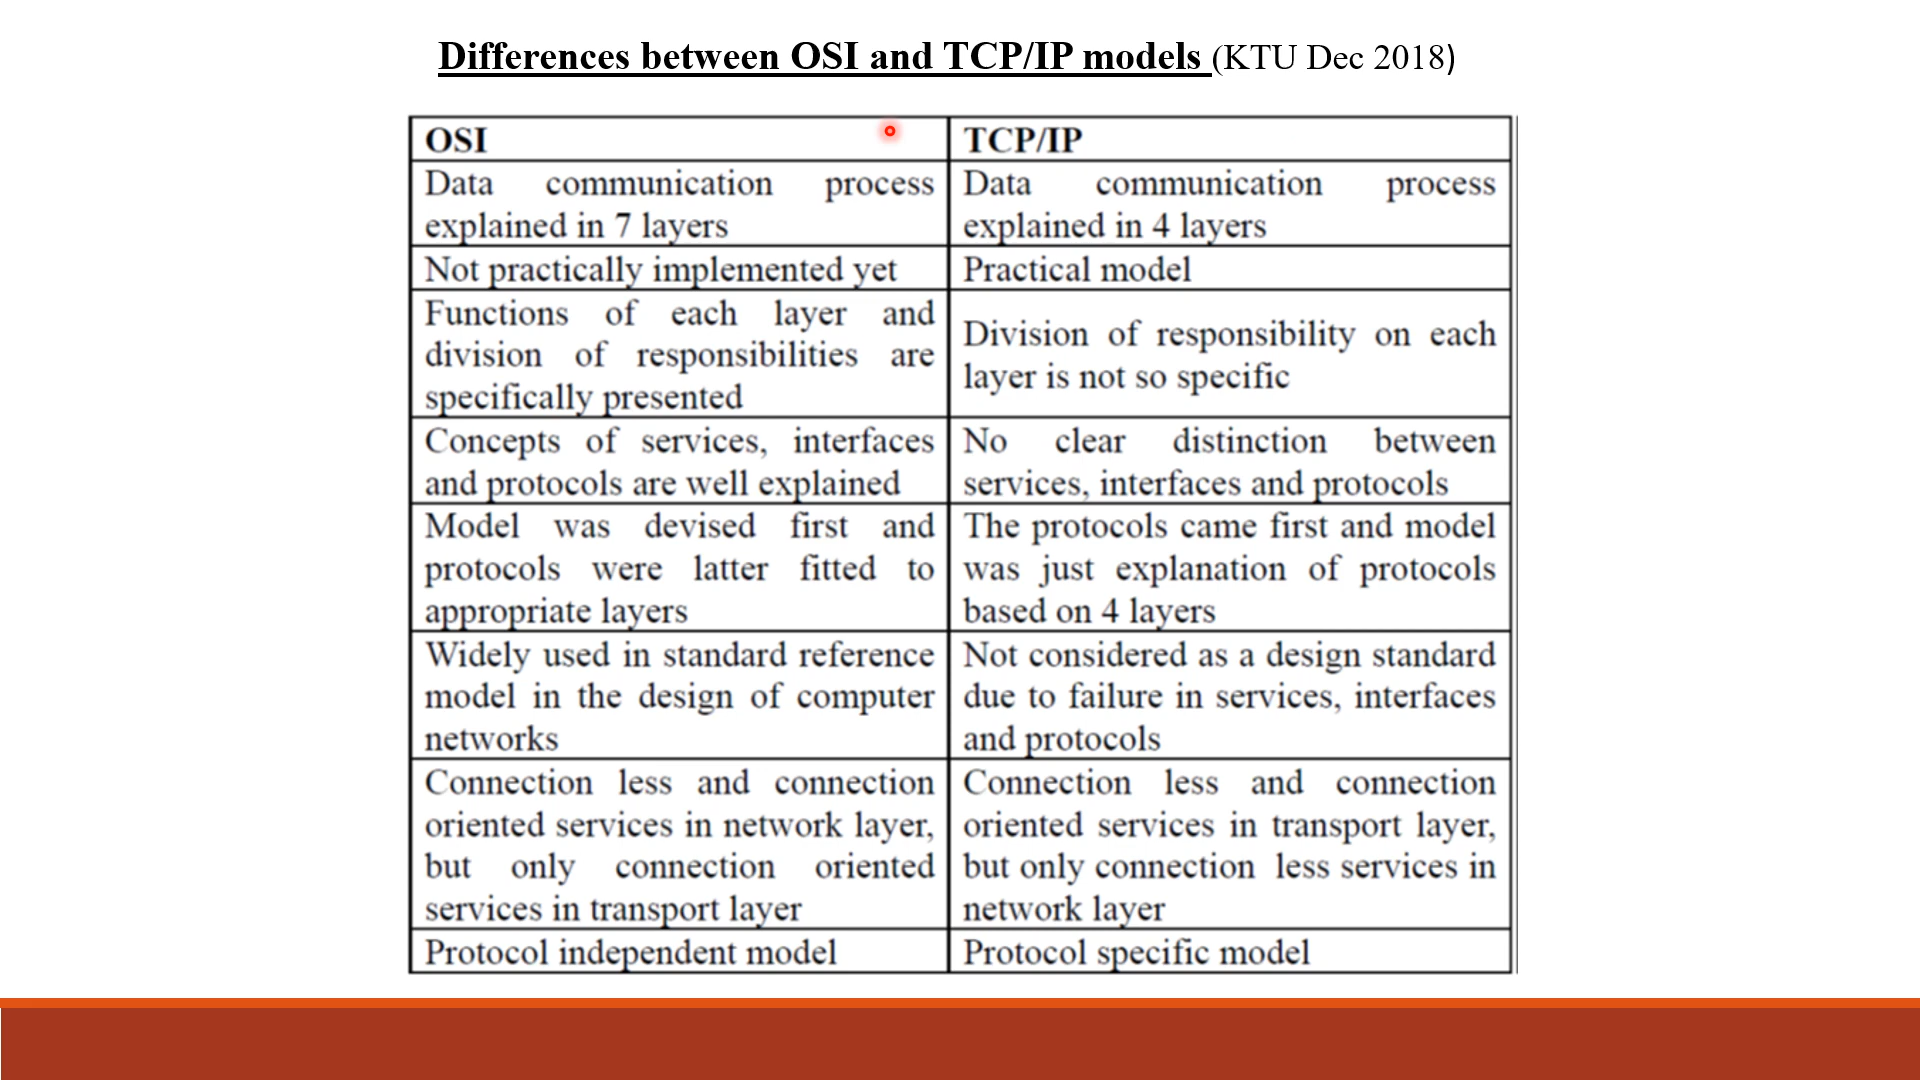 Differences between OSI and TCP/IP models (KTU Dec 2018)
OSI
TCP/IP
Data communication process
explained in 7 layers
Data communication process
explained in 4 layers
Not practically implemented yet
Practical model
Functions of each layer and
division of responsibilities are
specifically presented
Division of responsibility on each
layer is not so specific
Concepts of services, interfaces
and protocols are well explained
No clear distinction between
services, interfaces and protocols
Model was devised first and
protocols were latter fitted to
appropriate layers
The protocols came first and model
was just explanation of protocols
based on 4 layers
Widely used in standard reference
model in the design of computer
networks
Not considered as a design standard
due to failure in services, interfaces
and protocols
Connection less and connection
oriented services in network layer,
but only connection oriented
services in transport layer
Connection less and connection
oriented services in transport layer,
but only connection less services in
network layer
Protocol independent model
Protocol specific model